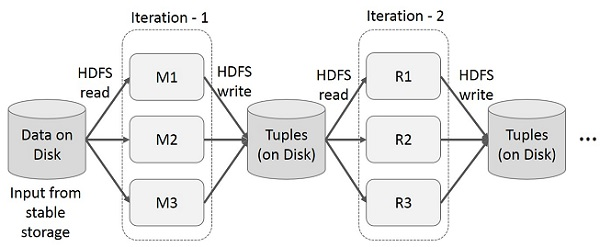 Iteration - 1
Iteration - 2
HDFS
read
M1
HDFS
write
HDFS
read
R1
HDFS
write
Data on
Disk
M2
Tuples
(on Disk)
R2
Tuples
(on Disk)
...
Input from
stable
storage
M3
R3